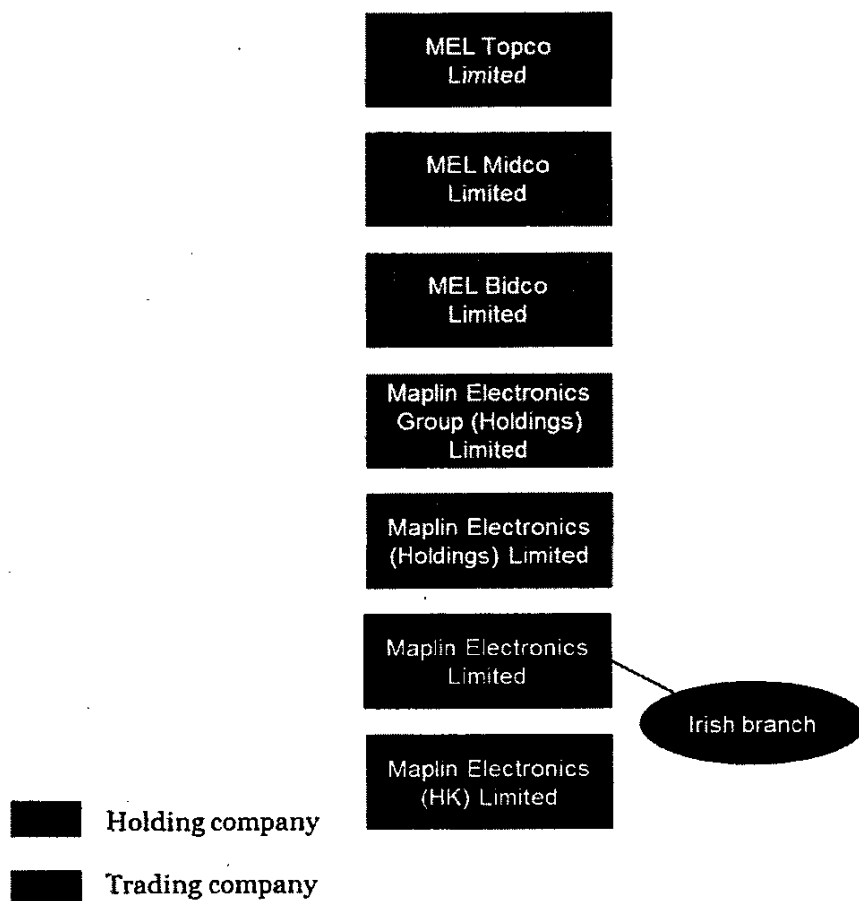 MEL Topco
Limited
MEL Midco
Limited
MEL Bidco
Limited
Maplin Electronics
Group (Holdings)
Limited
Maplin Electronics
(Holdings) Limited
Maplin Electronics
Limited
Irish branch
Maplin Electronics
(HK) Limited
Holding company
Trading company